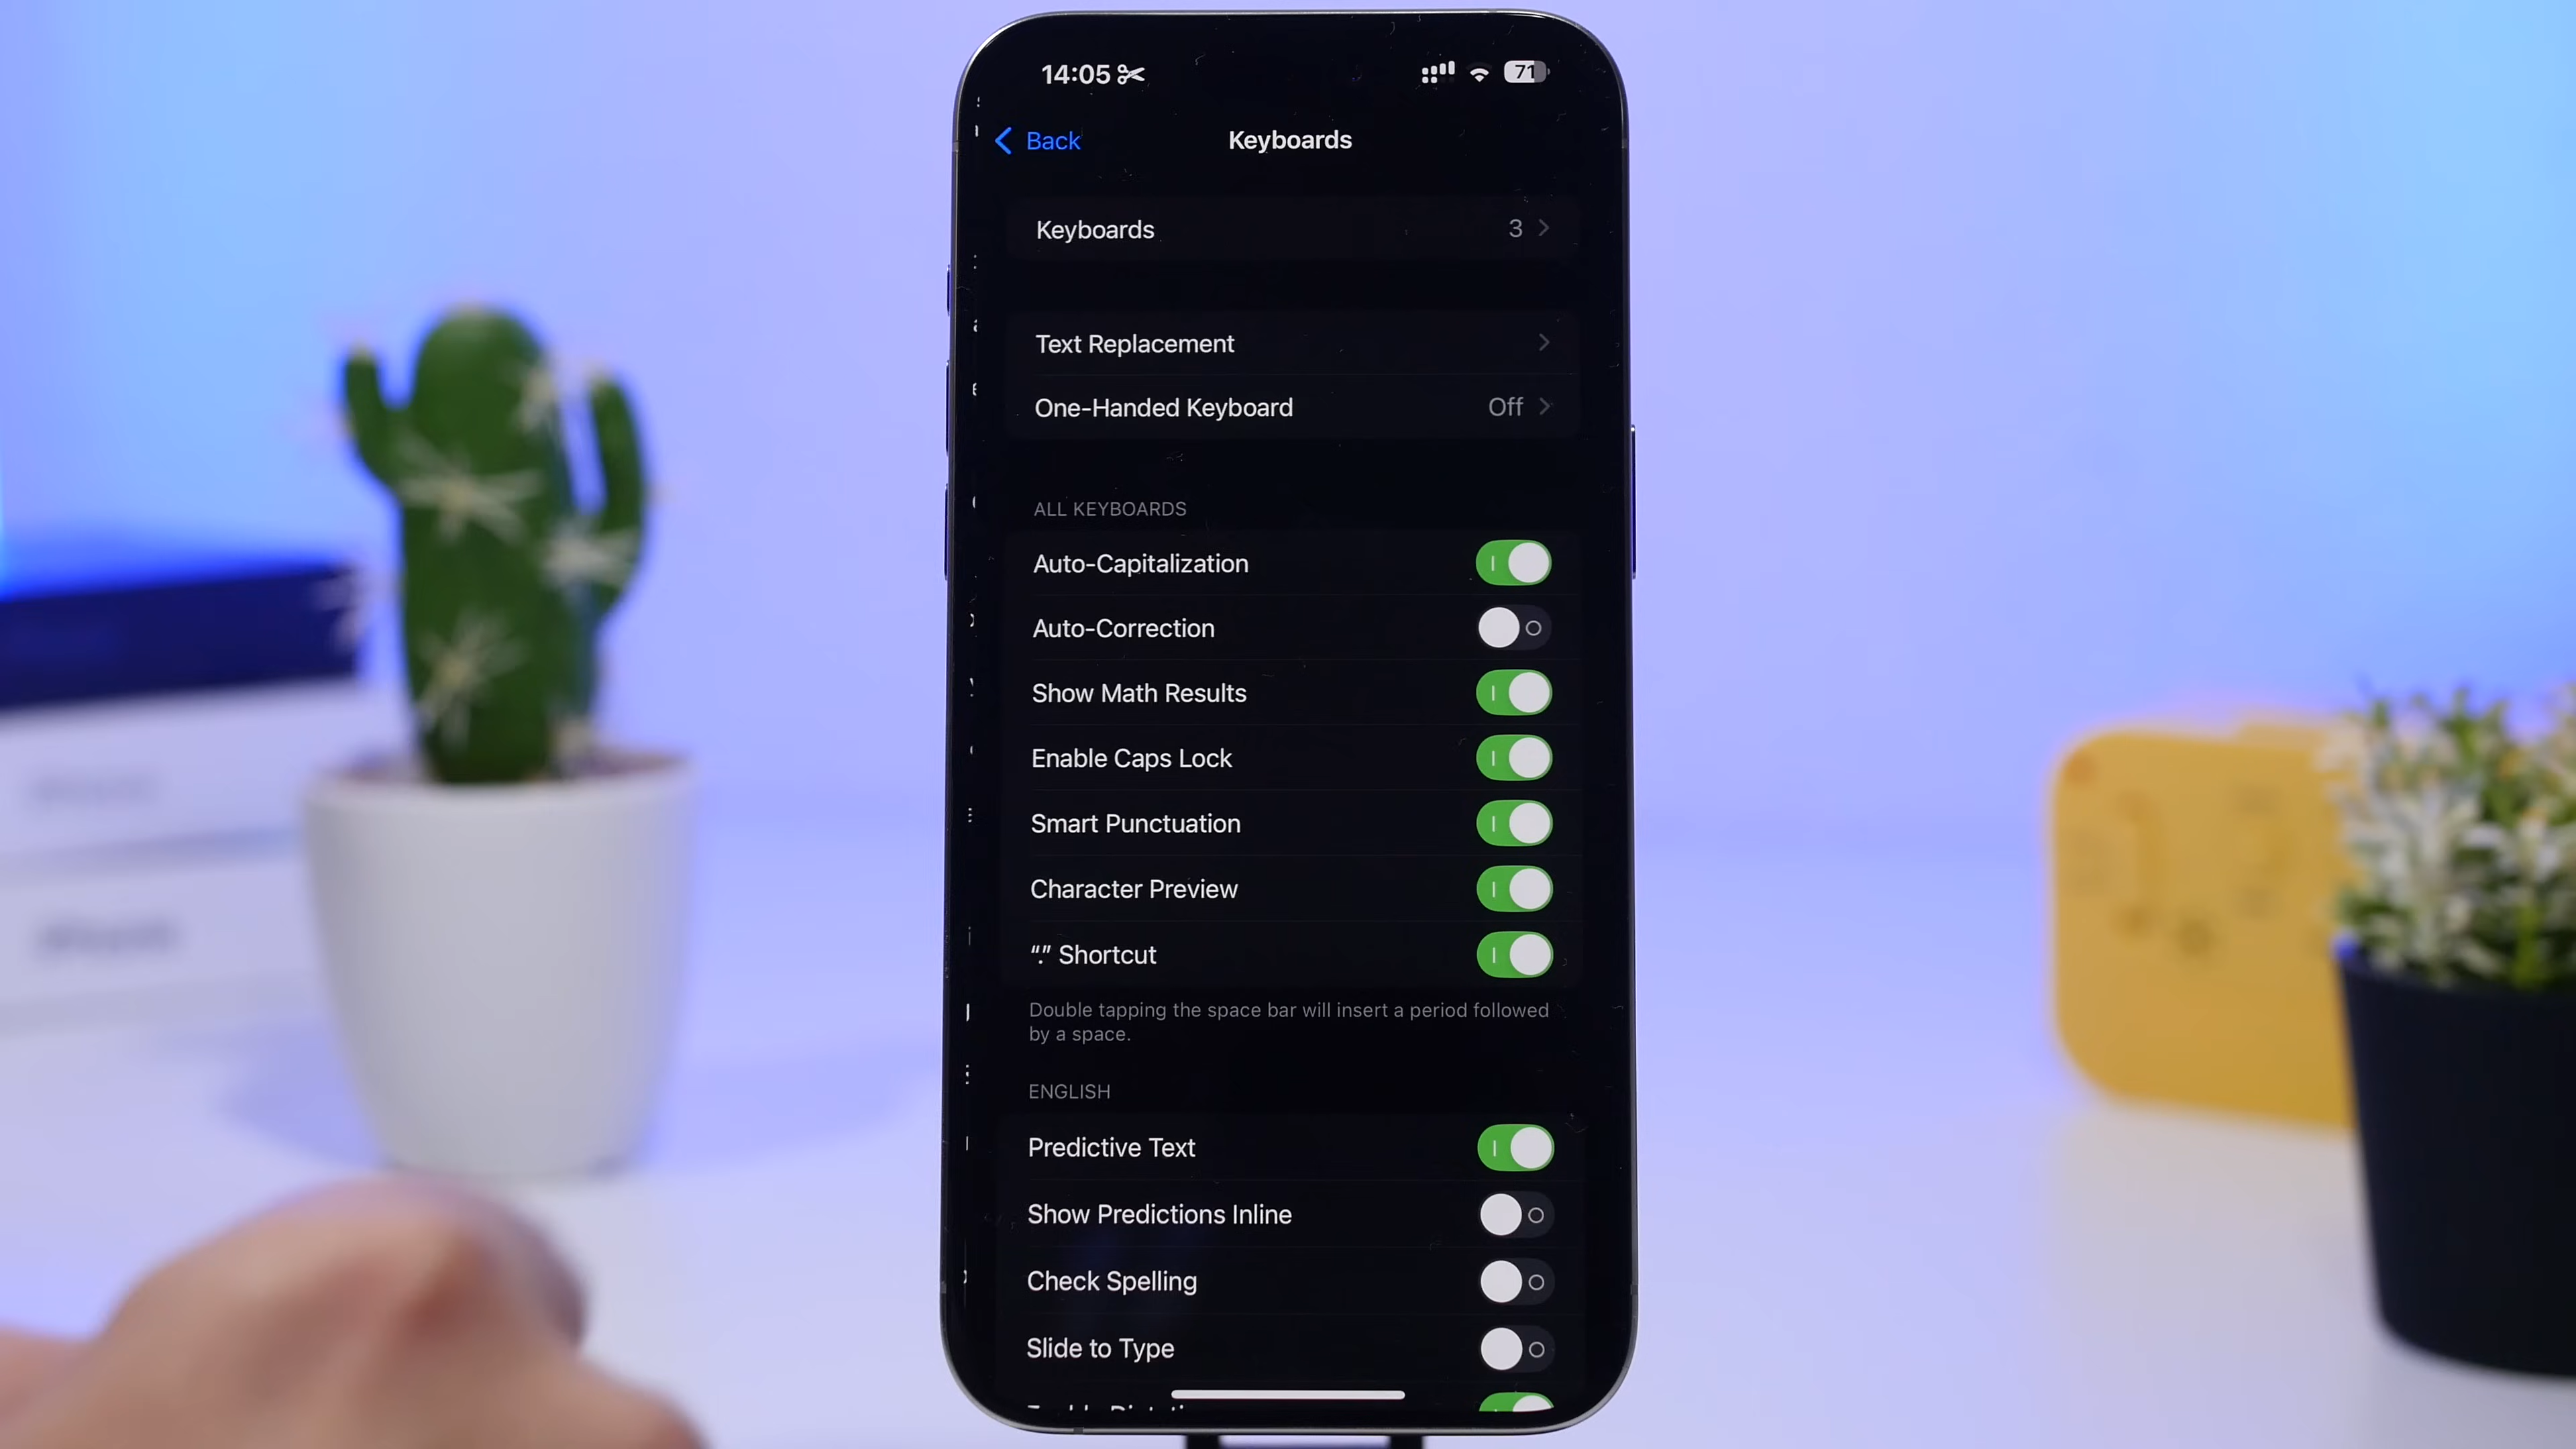 14:05
71
Back
Keyboards
Keyboards 3
Text Replacement
One-Handed Keyboard Off
ALL KEYBOARDS
Auto-Capitalization
Auto-Correction
Show Math Results
Enable Caps Lock
Smart Punctuation
Character Preview
“.” Shortcut
Double tapping the space bar will insert a period followed
by a space.
ENGLISH
Predictive Text
Show Predictions Inline
Check Spelling
Slide to Type